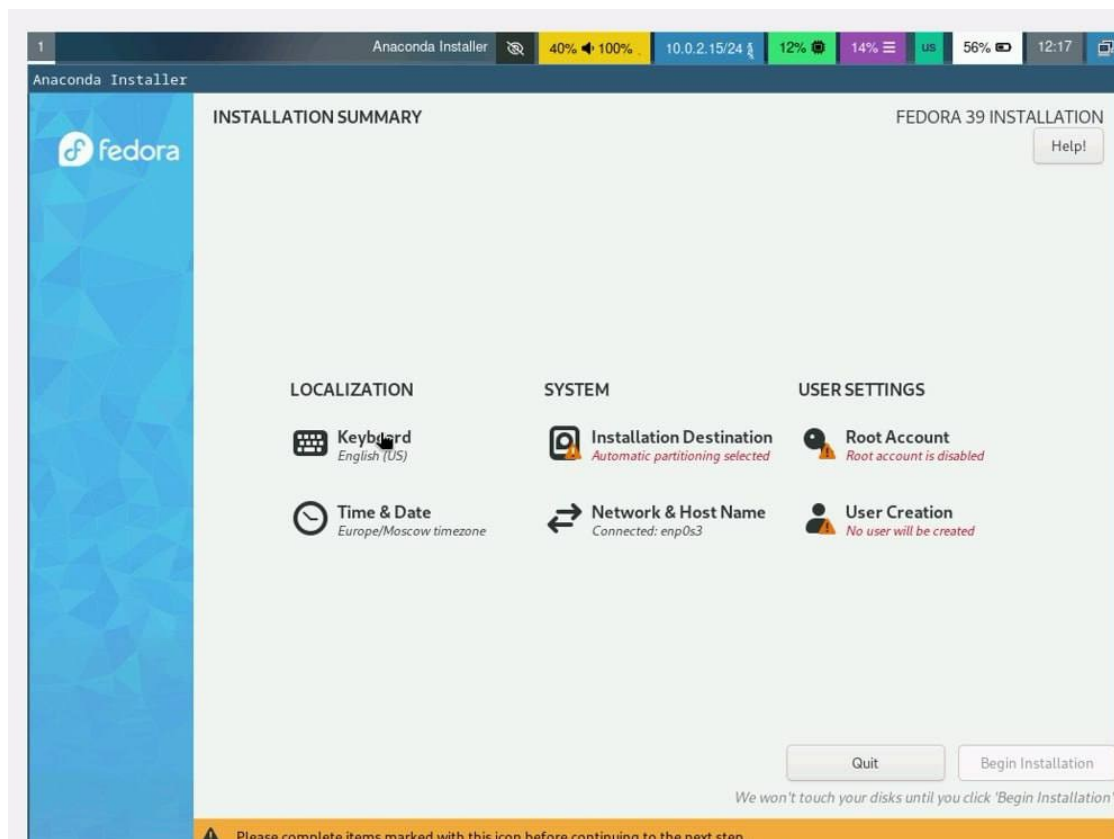 1 Anaconda Installer 40% 100% 10.0.2.15/24 12% 14% us 56% 12:17
Anaconda Installer
fedora
INSTALLATION SUMMARY
FEDORA 39 INSTALLATION
Help!
LOCALIZATION
Keyboard
English (US)
Time & Date
Europe/Moscow timezone
SYSTEM
Installation Destination
Automatic partitioning selected
Network & Host Name
Connected: enp0s3
USER SETTINGS
Root Account
Root account is disabled
User Creation
No user will be created
Quit
Begin Installation
We won't touch your disks until you click 'Begin Installation'
Please complete items marked with this icon before continuing to the next step.